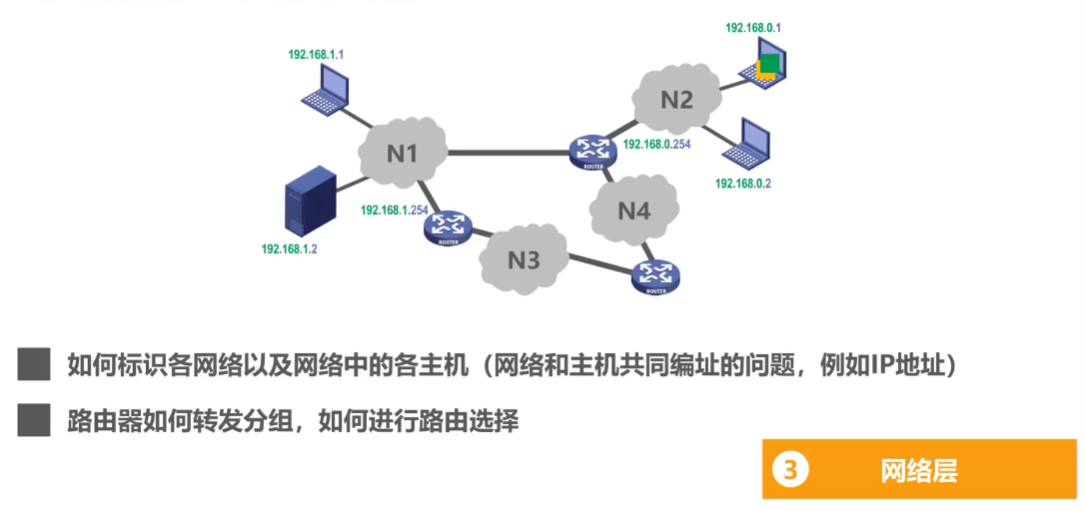 192.168.0.1
192.168.1.1
N2
N1
ROUTER
192.168.0.254
192.168.0.2
192.168.1.254
N4
ROUTER
192.168.1.2
N3
ROUTER
如何标识各网络以及网络中的各主机（网络和主机共同编址的问题，例如IP地址）
路由器如何转发分组，如何进行路由选择
3 网络层